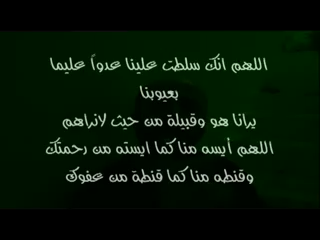 اللهم انك سلطت علينا عدواً عليما
بعيوبنا
يرانا هو وقبيلة من حيث لانراهم
اللهم أيسه منا كما ايسته من رحمتك
وقنطه منا كما قنطة من عفوك